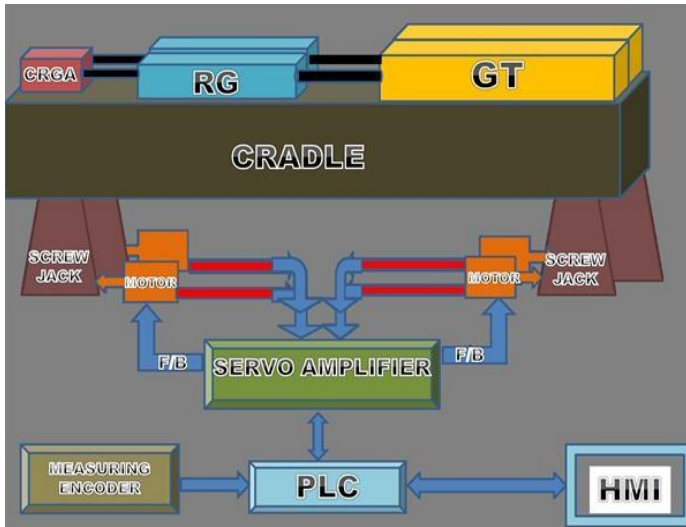 CRGA
RG
GT
CRADLE
SCREW
JACK
MOTOR
MOTOR
SCREW
JACK
F/B
SERVO AMPLIFIER
F/B
MEASURING
ENCODER
PLC
HMI